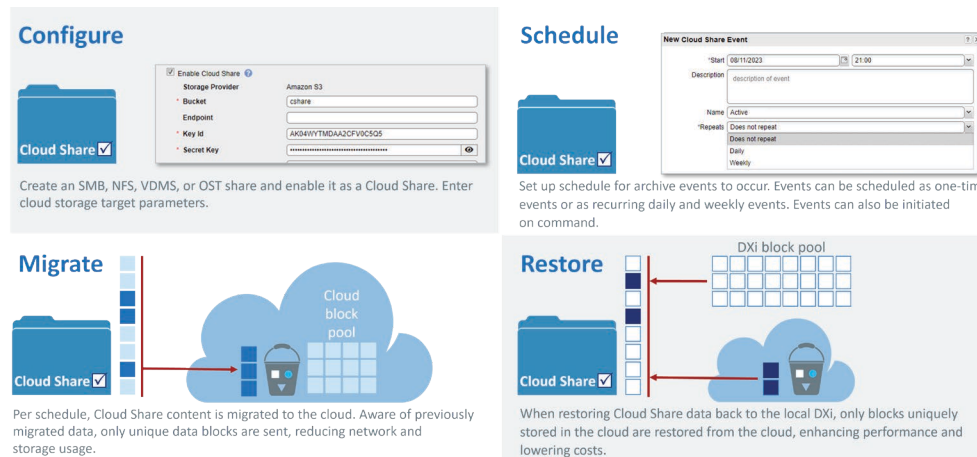 Configure
Enable Cloud Share
Storage Provider Amazon S3
* Bucket cshare
Endpoint
* Key Id AK04WYTMDAA2CFV0C5Q5
* Secret Key ••••••••••••••••••••••••••••••••••••••••
Cloud Share
Create an SMB, NFS, VDMS, or OST share and enable it as a Cloud Share. Enter
cloud storage target parameters.
Schedule
New Cloud Share Event ?
*Start 08/11/2023 21:00
Description description of event
Name Active
*Repeats Does not repeat
Does not repeat
Daily
Weekly
Cloud Share
Set up schedule for archive events to occur. Events can be scheduled as one-tim
events or as recurring daily and weekly events. Events can also be initiated
on command.
Migrate
Cloud
block
pool
Cloud Share
Per schedule, Cloud Share content is migrated to the cloud. Aware of previously
migrated data, only unique data blocks are sent, reducing network and
storage usage.
Restore
DXi block pool
Cloud Share
When restoring Cloud Share data back to the local DXi, only blocks uniquely
stored in the cloud are restored from the cloud, enhancing performance and
lowering costs.